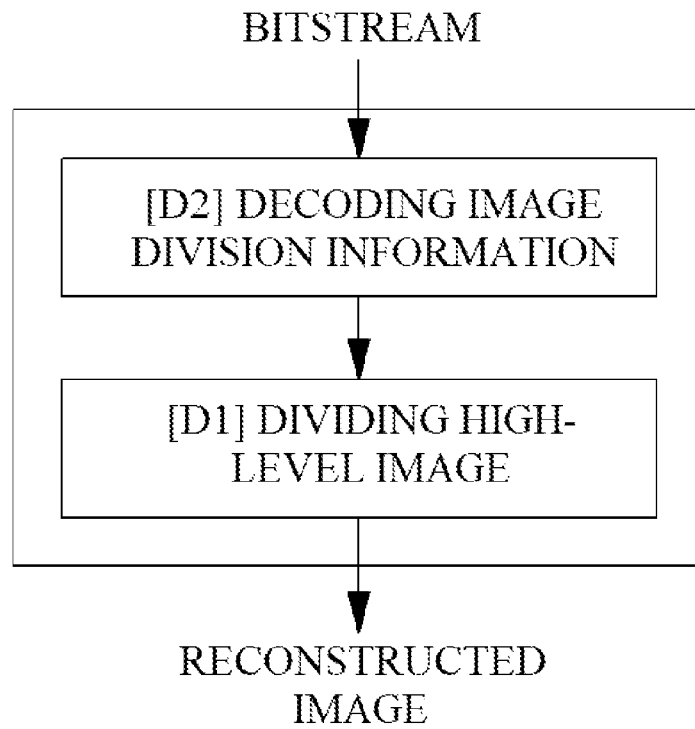 BITSTREAM
[D2] DECODING IMAGE
DIVISION INFORMATION
[D1] DIVIDING HIGH-
LEVEL IMAGE
RECONSTRUCTED
IMAGE